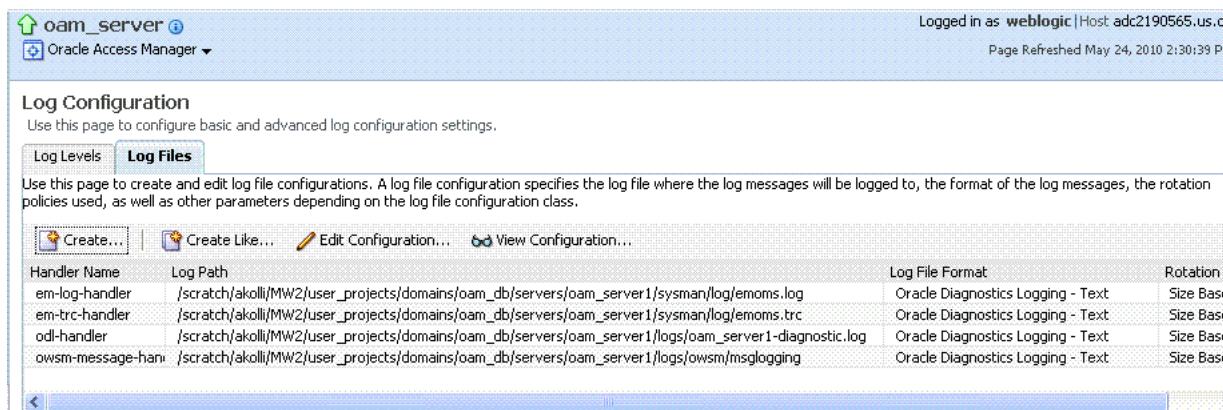 oam_server
Logged in as weblogic|Host adc2190565.us.
Oracle Access Manager
Page Refreshed May 24, 2010 2:30:39 P
Log Configuration
Use this page to configure basic and advanced log configuration settings.
Log Levels Log Files
Use this page to create and edit log file configurations. A log file configuration specifies the log file where the log messages will be logged to, the format of the log messages, the rotation
policies used, as well as other parameters depending on the log file configuration class.
Create... Create Like... Edit Configuration... View Configuration...
Handler Name Log Path Log File Format Rotation
em-log-handler /scratch/akolli/MW2/user_projects/domains/oam_db/servers/oam_server1/sysman/log/emoms.log Oracle Diagnostics Logging - Text Size Bas
em-trc-handler /scratch/akolli/MW2/user_projects/domains/oam_db/servers/oam_server1/sysman/log/emoms.trc Oracle Diagnostics Logging - Text Size Bas
odl-handler /scratch/akolli/MW2/user_projects/domains/oam_db/servers/oam_server1/logs/oam_server1-diagnostic.log Oracle Diagnostics Logging - Text Size Bas
owsm-message-han /scratch/akolli/MW2/user_projects/domains/oam_db/servers/oam_server1/logs/owsm/msglogging Oracle Diagnostics Logging - Text Size Bas